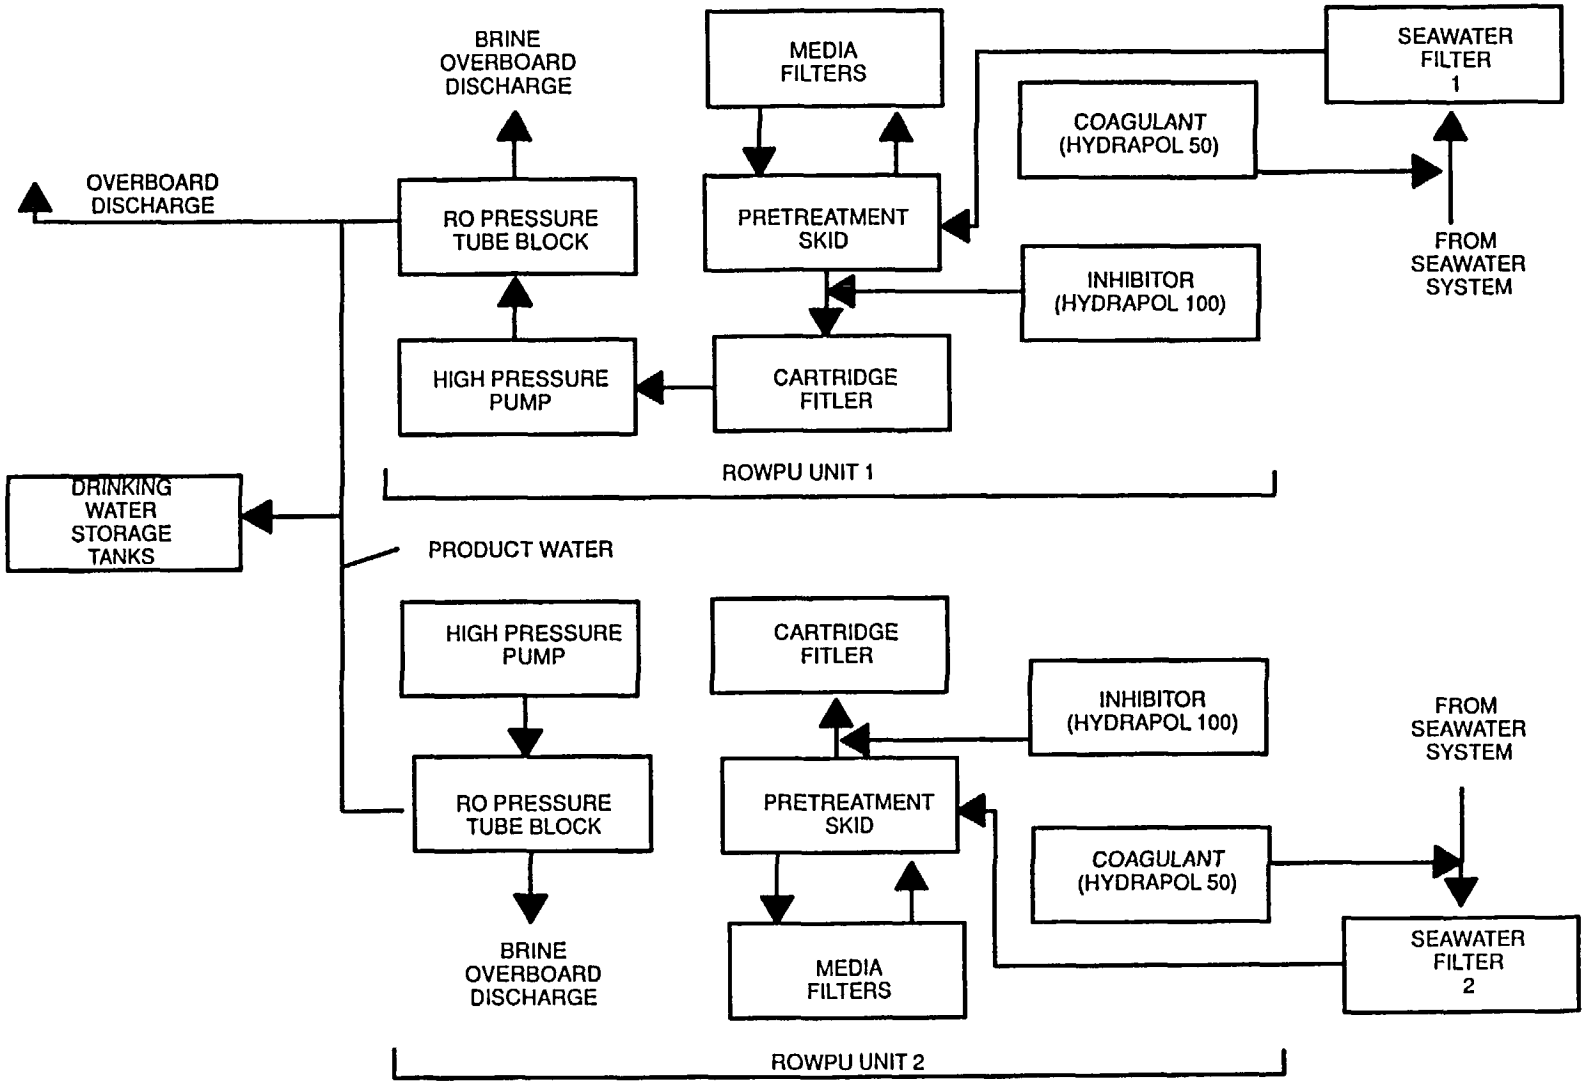 BRINE
OVERBOARD
DISCHARGE
MEDIA
FILTERS
SEAWATER
FILTER
1
COAGULANT
(HYDRAPOL 50)
OVERBOARD
DISCHARGE
RO PRESSURE
TUBE BLOCK
PRETREATMENT
SKID
FROM
SEAWATER
SYSTEM
INHIBITOR
(HYDRAPOL 100)
HIGH PRESSURE
PUMP
CARTRIDGE
FITLER
ROWPU UNIT 1
DRINKING
WATER
STORAGE
TANKS
PRODUCT WATER
HIGH PRESSURE
PUMP
CARTRIDGE
FITLER
INHIBITOR
(HYDRAPOL 100)
FROM
SEAWATER
SYSTEM
RO PRESSURE
TUBE BLOCK
PRETREATMENT
SKID
COAGULANT
(HYDRAPOL 50)
BRINE
OVERBOARD
DISCHARGE
MEDIA
FILTERS
SEAWATER
FILTER
2
ROWPU UNIT 2